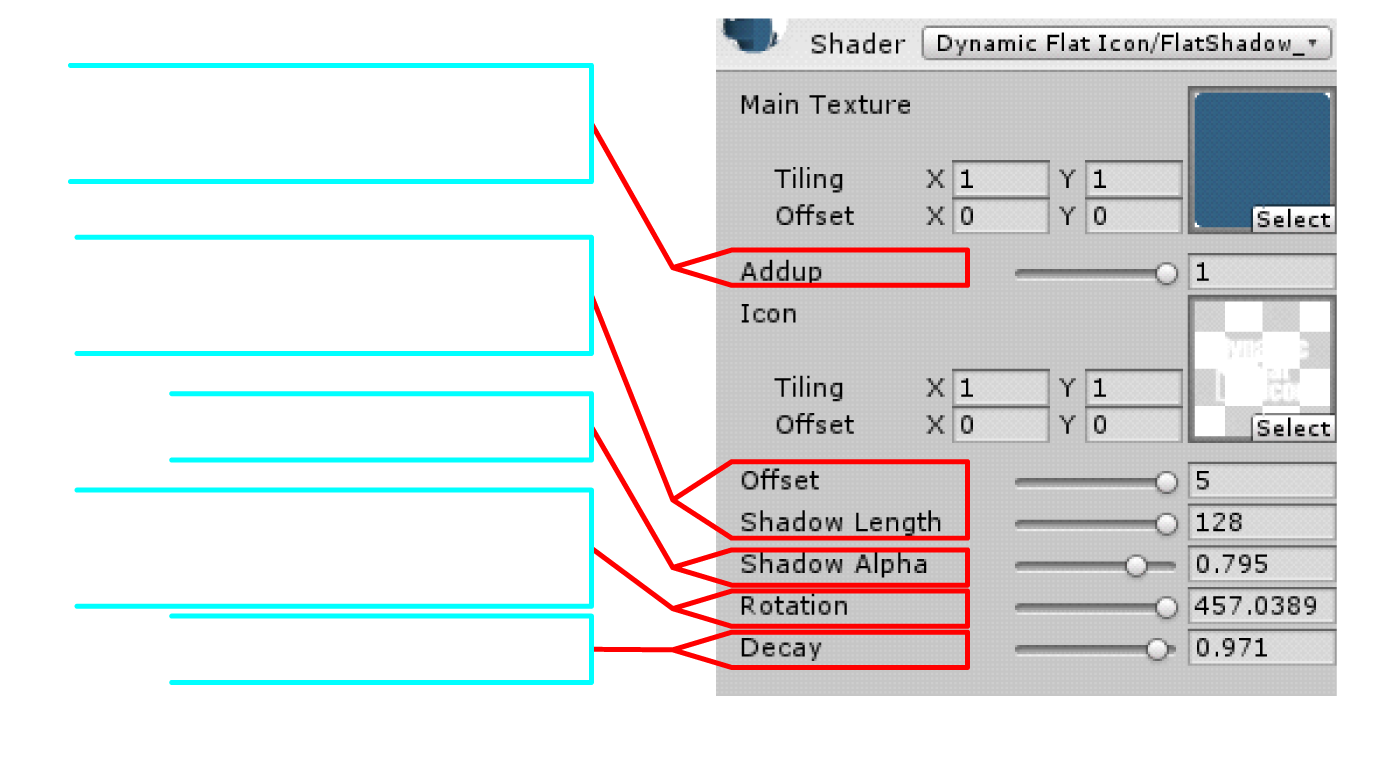 Shader Dynamic Flat Icon/FlatShadow_
Main Texture
Tiling X 1 Y 1
Offset X 0 Y 0
Select
Addup 1
Icon
Tiling X 1 Y 1
Offset X 0 Y 0
Select
Offset 5
Shadow Length 128
Shadow Alpha 0.795
Rotation 457.0389
Decay 0.971